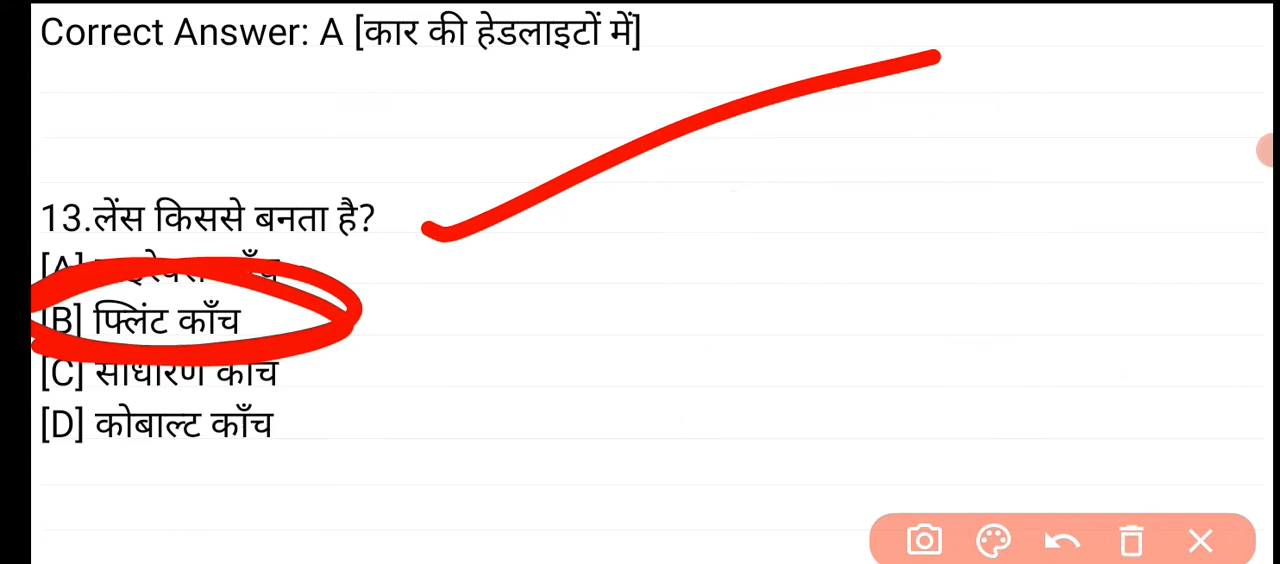 Correct Answer: A [कार की हेडलाइटों में]
13.लेंस किससे बनता है?
[A] काँच
[B] फ्लिंट काँच
[C] साधारण काँच
[D] कोबाल्ट काँच